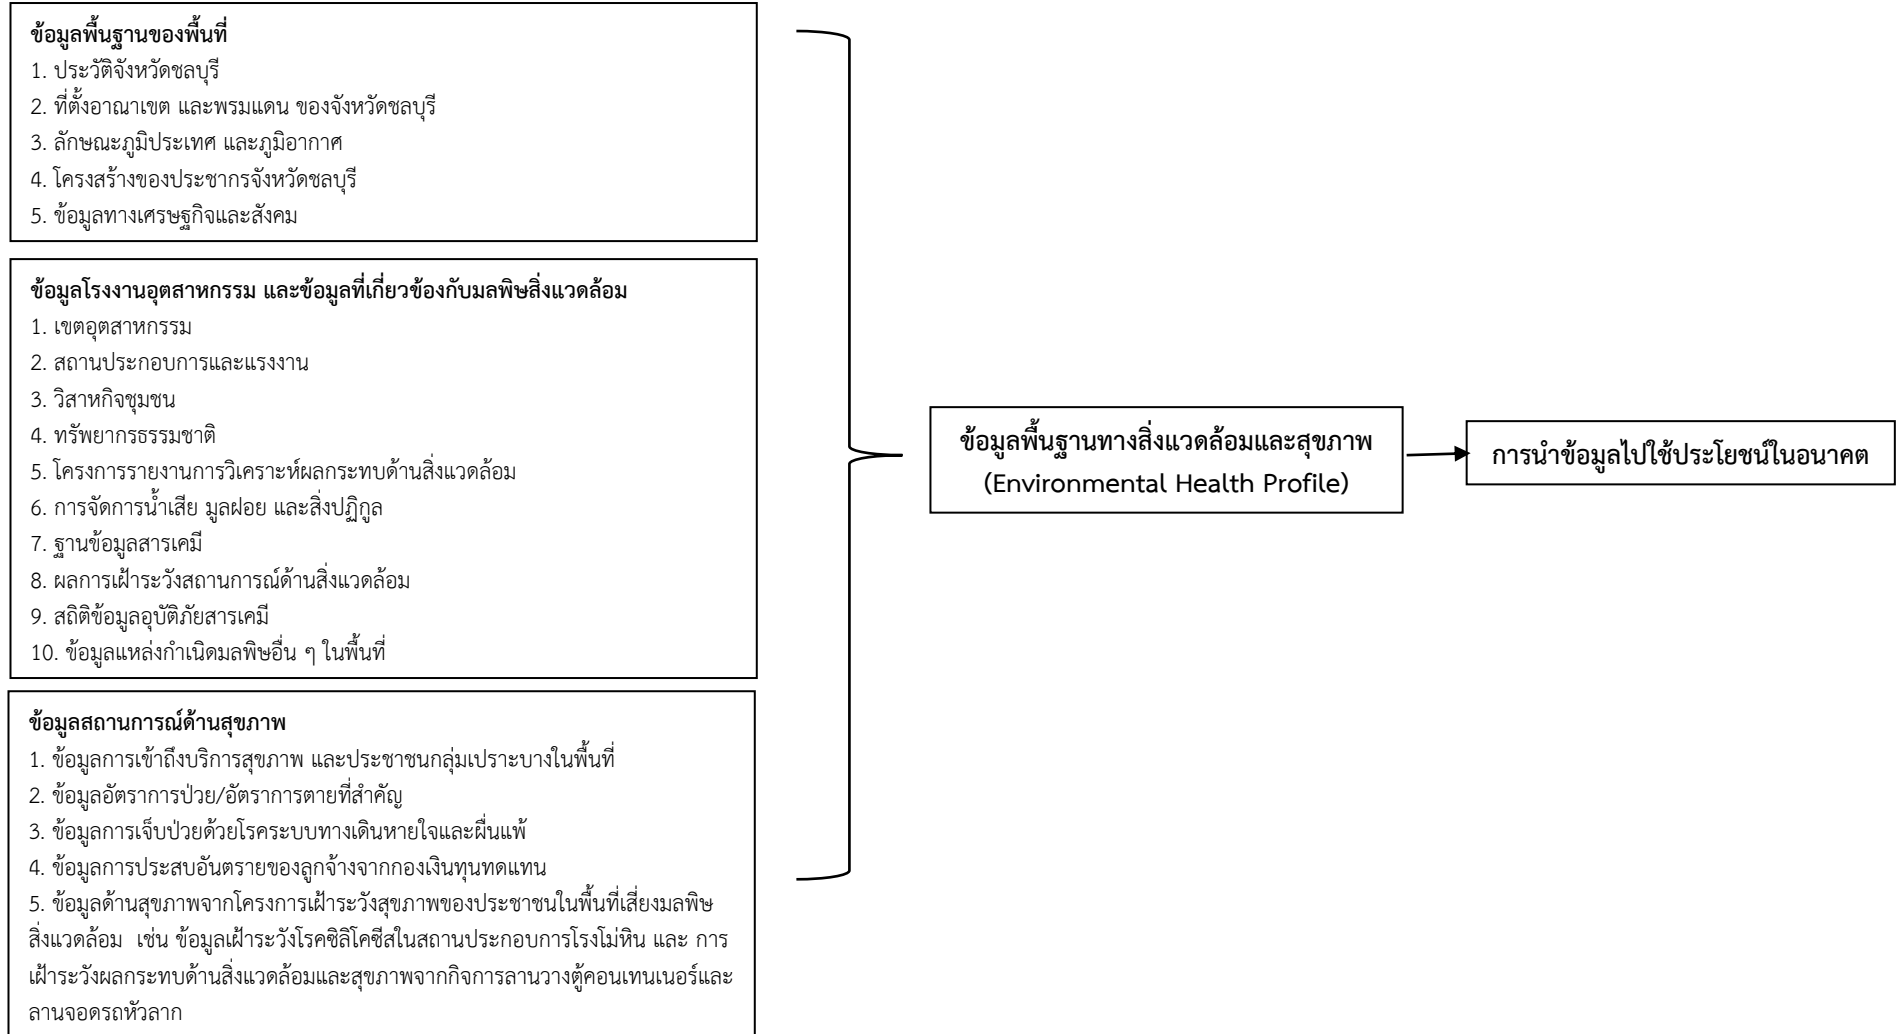 ข้อมูลพื้นฐานของพื้นที่
1. ประวัติจังหวัดชลบุรี
2. ที่ตั้งอาณาเขต และพรมแดน ของจังหวัดชลบุรี
3. ลักษณะภูมิประเทศ และภูมิอากาศ
4. โครงสร้างของประชากรจังหวัดชลบุรี
5. ข้อมูลทางเศรษฐกิจและสังคม
ข้อมูลโรงงานอุตสาหกรรม และข้อมูลที่เกี่ยวข้องกับมลพิษสิ่งแวดล้อม
1. เขตอุตสาหกรรม
2. สถานประกอบการและแรงงาน
3. วิสาหกิจชุมชน
4. ทรัพยากรธรรมชาติ
5. โครงการรายงานการวิเคราะห์ผลกระทบด้านสิ่งแวดล้อม
6. การจัดการน้ำเสีย มูลฝอย และสิ่งปฏิกูล
7. ฐานข้อมูลสารเคมี
8. ผลการเฝ้าระวังสถานการณ์ด้านสิ่งแวดล้อม
9. สถิติข้อมูลอุบัติภัยสารเคมี
10. ข้อมูลแหล่งกำเนิดมลพิษอื่น ๆ ในพื้นที่
ข้อมูลสถานการณ์ด้านสุขภาพ
1. ข้อมูลการเข้าถึงบริการสุขภาพ และประชาชนกลุ่มเปราะบางในพื้นที่
2. ข้อมูลอัตราการป่วย/อัตราการตายที่สำคัญ
3. ข้อมูลการเจ็บป่วยด้วยโรคระบบทางเดินหายใจและผื่นแพ้
4. ข้อมูลการประสบอันตรายของลูกจ้างจากกองเงินทุนทดแทน
5. ข้อมูลด้านสุขภาพจากโครงการเฝ้าระวังสุขภาพของประชาชนในพื้นที่เสี่ยงมลพิษ
สิ่งแวดล้อม เช่น ข้อมูลเฝ้าระวังโรคซิลิโคซีสในสถานประกอบการโรงโม่หิน และ การ
เฝ้าระวังผลกระทบด้านสิ่งแวดล้อมและสุขภาพจากกิจการลานวางตู้คอนเทนเนอร์และ
ลานจอดรถหัวลาก
ข้อมูลพื้นฐานทางสิ่งแวดล้อมและสุขภาพ
(Environmental Health Profile)
การนำข้อมูลไปใช้ประโยชน์ในอนาคต